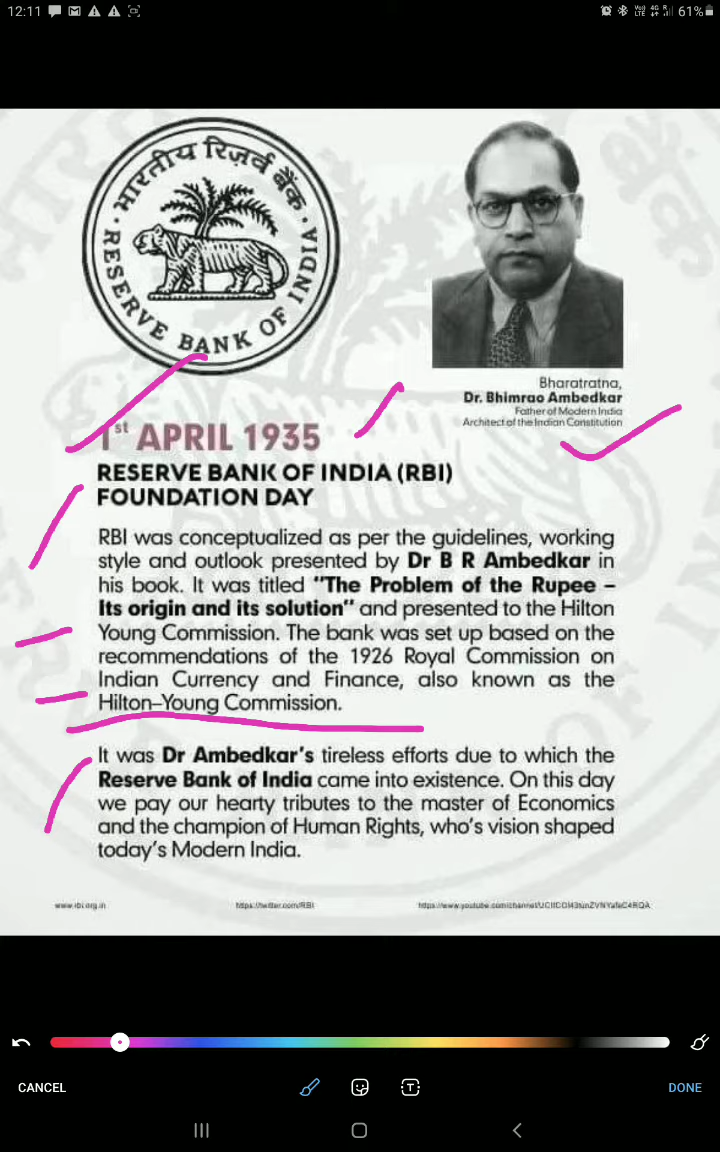 12:11
Vo)) LTE 4G R 61%
भारतीय रिज़र्व बैंक
RESERVE BANK OF INDIA
Bharatratna,
Dr. Bhimrao Ambedkar
Father of Modern India
Architect of the Indian Constitution
1st APRIL 1935
RESERVE BANK OF INDIA (RBI)
FOUNDATION DAY
RBI was conceptualized as per the guidelines, working
style and outlook presented by Dr B R Ambedkar in
his book. It was titled "The Problem of the Rupee –
Its origin and its solution" and presented to the Hilton
Young Commission. The bank was set up based on the
recommendations of the 1926 Royal Commission on
Indian Currency and Finance, also known as the
Hilton–Young Commission.
It was Dr Ambedkar's tireless efforts due to which the
Reserve Bank of India came into existence. On this day
we pay our hearty tributes to the master of Economics
and the champion of Human Rights, who's vision shaped
today's Modern India.
www.rbi.org.in https://twitter.com/RBI
CANCEL T DONE